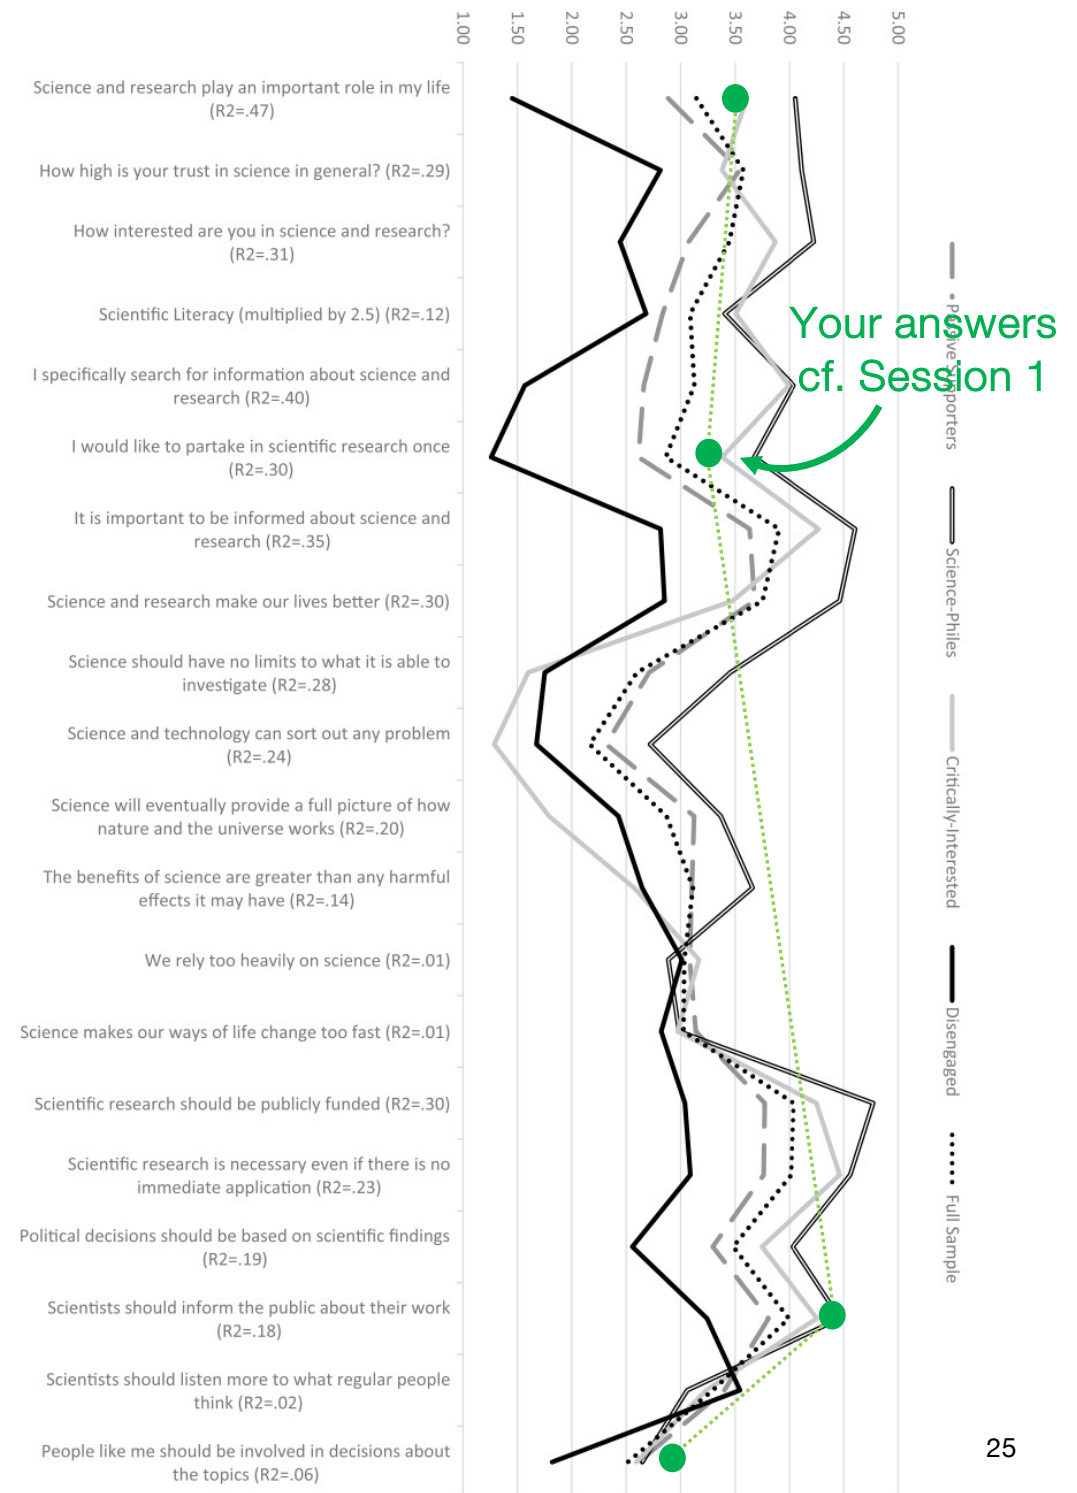 1.00
1.50
2.00
2.50
3.00
3.50
4.00
4.50
5.00
Science and research play an important role in my life
(R2=.47)
How high is your trust in science in general? (R2=.29)
How interested are you in science and research?
(R2=.31)
Scientific Literacy (multiplied by 2.5) (R2=.12)
I specifically search for information about science and
research (R2=.40)
I would like to partake in scientific research once
(R2=.30)
It is important to be informed about science and
research (R2=.35)
Science and research make our lives better (R2=.30)
Science should have no limits to what it is able to
investigate (R2=.28)
Science and technology can sort out any problem
(R2=.24)
Science will eventually provide a full picture of how
nature and the universe works (R2=.20)
The benefits of science are greater than any harmful
effects it may have (R2=.14)
We rely too heavily on science (R2=.01)
Science makes our ways of life change too fast (R2=.01)
Scientific research should be publicly funded (R2=.30)
Scientific research is necessary even if there is no
immediate application (R2=.23)
Political decisions should be based on scientific findings
(R2=.19)
Scientists should inform the public about their work
(R2=.18)
Scientists should listen more to what regular people
think (R2=.02)
People like me should be involved in decisions about
the topics (R2=.06)
Your answers
cf. Session 1
Passive Supporters
Science-Philes
Critically-Interested
Disengaged
Full Sample
25